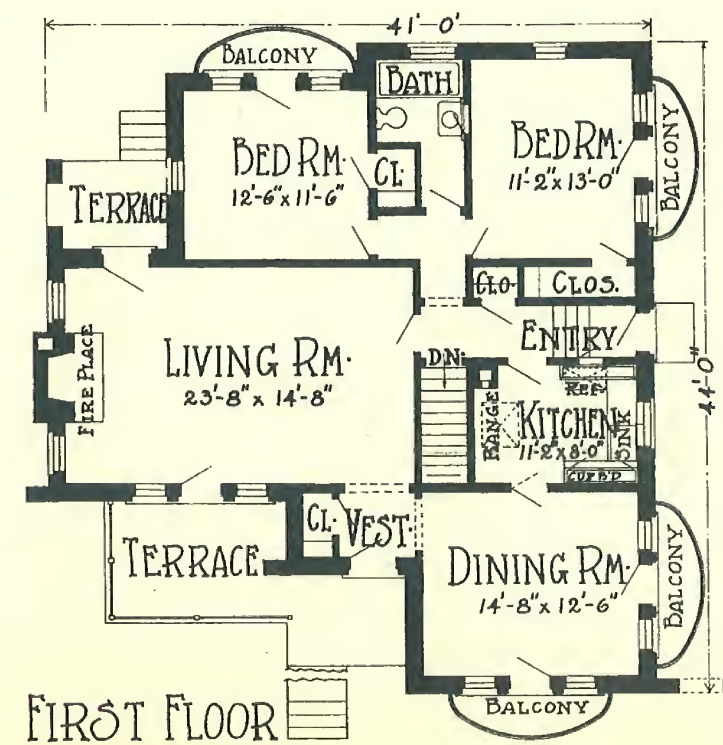 41'-0"
BALCONY
BATH
BED RM.
12'-6" x 11'-6"
CL.
BED RM.
11'-2" x 13'-0"
BALCONY
TERRACE
CLO.
CLOS.
ENTRY
LIVING RM.
23'-8" x 14'-8"
FIRE PLACE
DN.
REF.
RANGE
KITCHEN
11'-2" x 8'-0"
SINK
CUPB'D
44'-0"
CL.
VEST.
TERRACE
DINING RM.
14'-8" x 12'-6"
BALCONY
BALCONY
FIRST FLOOR